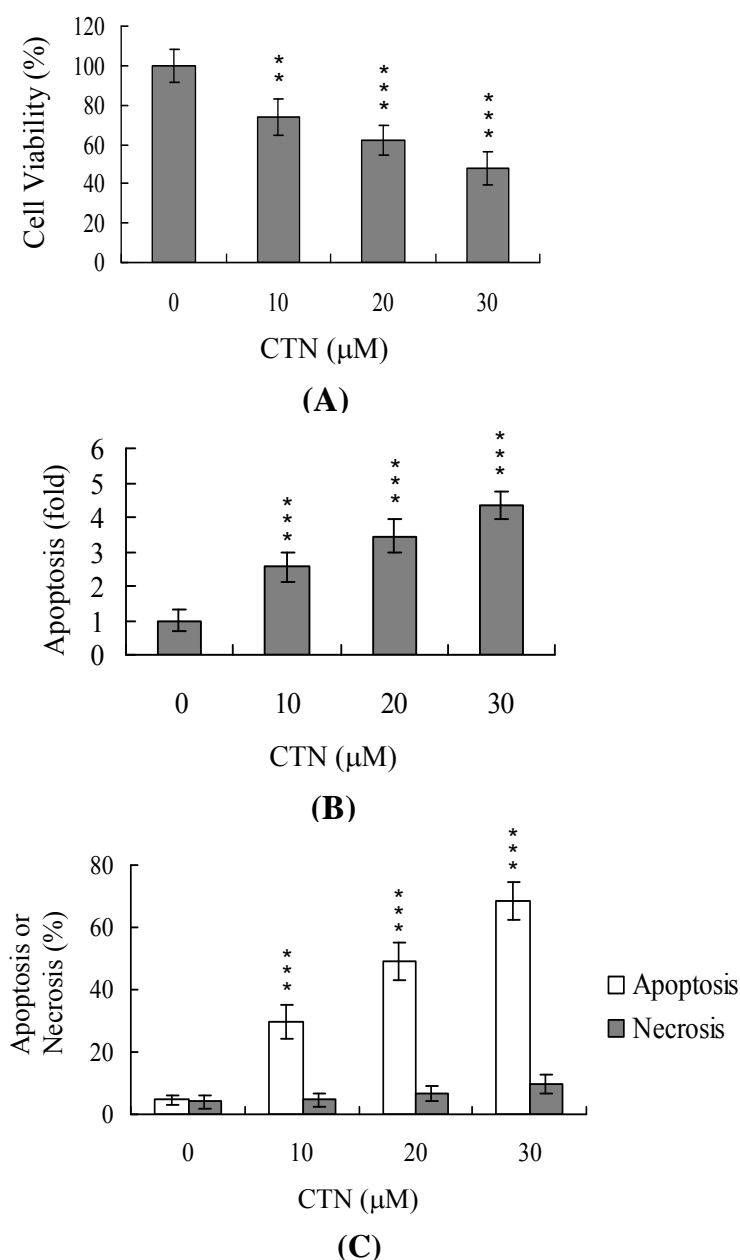 120
100
80
60
40
20
0
Cell Viability (%)
**
***
***
0 10 20 30
CTN (μM)
(A)
6
5
4
3
2
1
0
Apoptosis (fold)
***
***
***
0 10 20 30
CTN (μM)
(B)
80
60
40
20
0
Apoptosis or
Necrosis (%)
***
***
***
Apoptosis
Necrosis
0 10 20 30
CTN (μM)
(C)